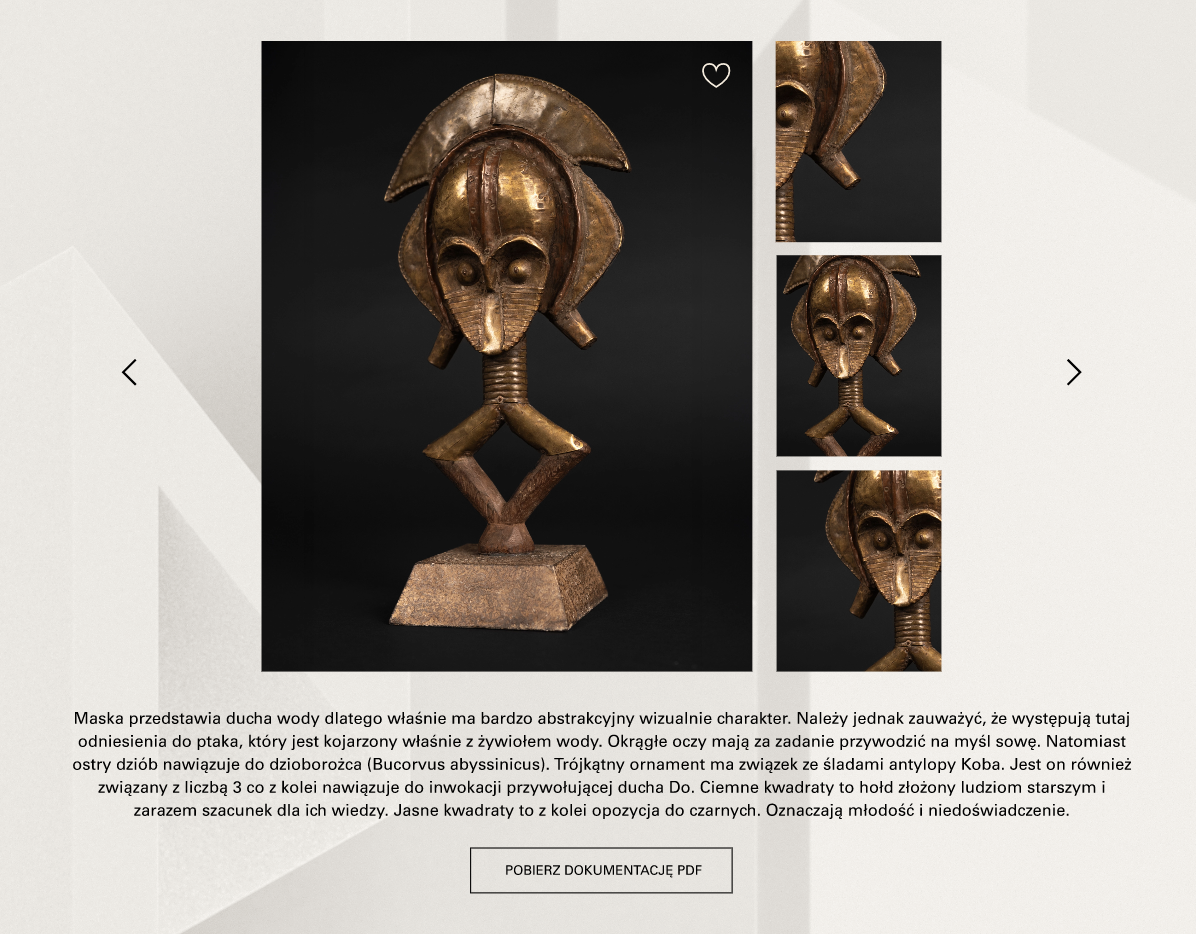 Maska przedstawia ducha wody dlatego właśnie ma bardzo abstrakcyjny wizualnie charakter. Należy jednak zauważyć, że występują tutaj
odniesienia do ptaka, który jest kojarzony właśnie z żywiołem wody. Okrągłe oczy mają za zadanie przywodzić na myśl sowę. Natomiast
ostry dziób nawiązuje do dzioborożca (Bucorvus abyssinicus). Trójkątny ornament ma związek ze śladami antylopy Koba. Jest on również
związany z liczbą 3 co z kolei nawiązuje do inwokacji przywołującej ducha Do. Ciemne kwadraty to hołd złożony ludziom starszym i
zarazem szacunek dla ich wiedzy. Jasne kwadraty to z kolei opozycja do czarnych. Oznaczają młodość i niedoświadczenie.
POBIERZ DOKUMENTACJĘ PDF